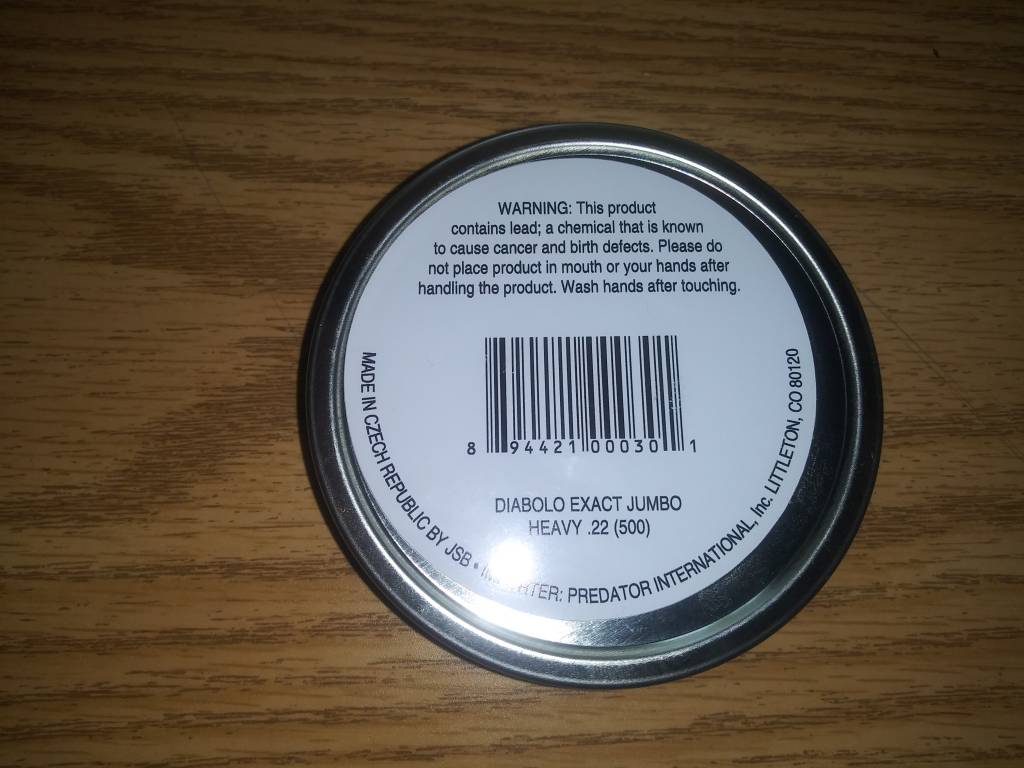 WARNING: This product
contains lead; a chemical that is known
to cause cancer and birth defects. Please do
not place product in mouth or your hands after
handling the product. Wash hands after touching.
8 94421 00030 1
DIABOLO EXACT JUMBO
HEAVY .22 (500)
MADE IN CZECH REPUBLIC BY JSB • PREDATOR INTERNATIONAL, Inc. LITTLETON, CO 80120